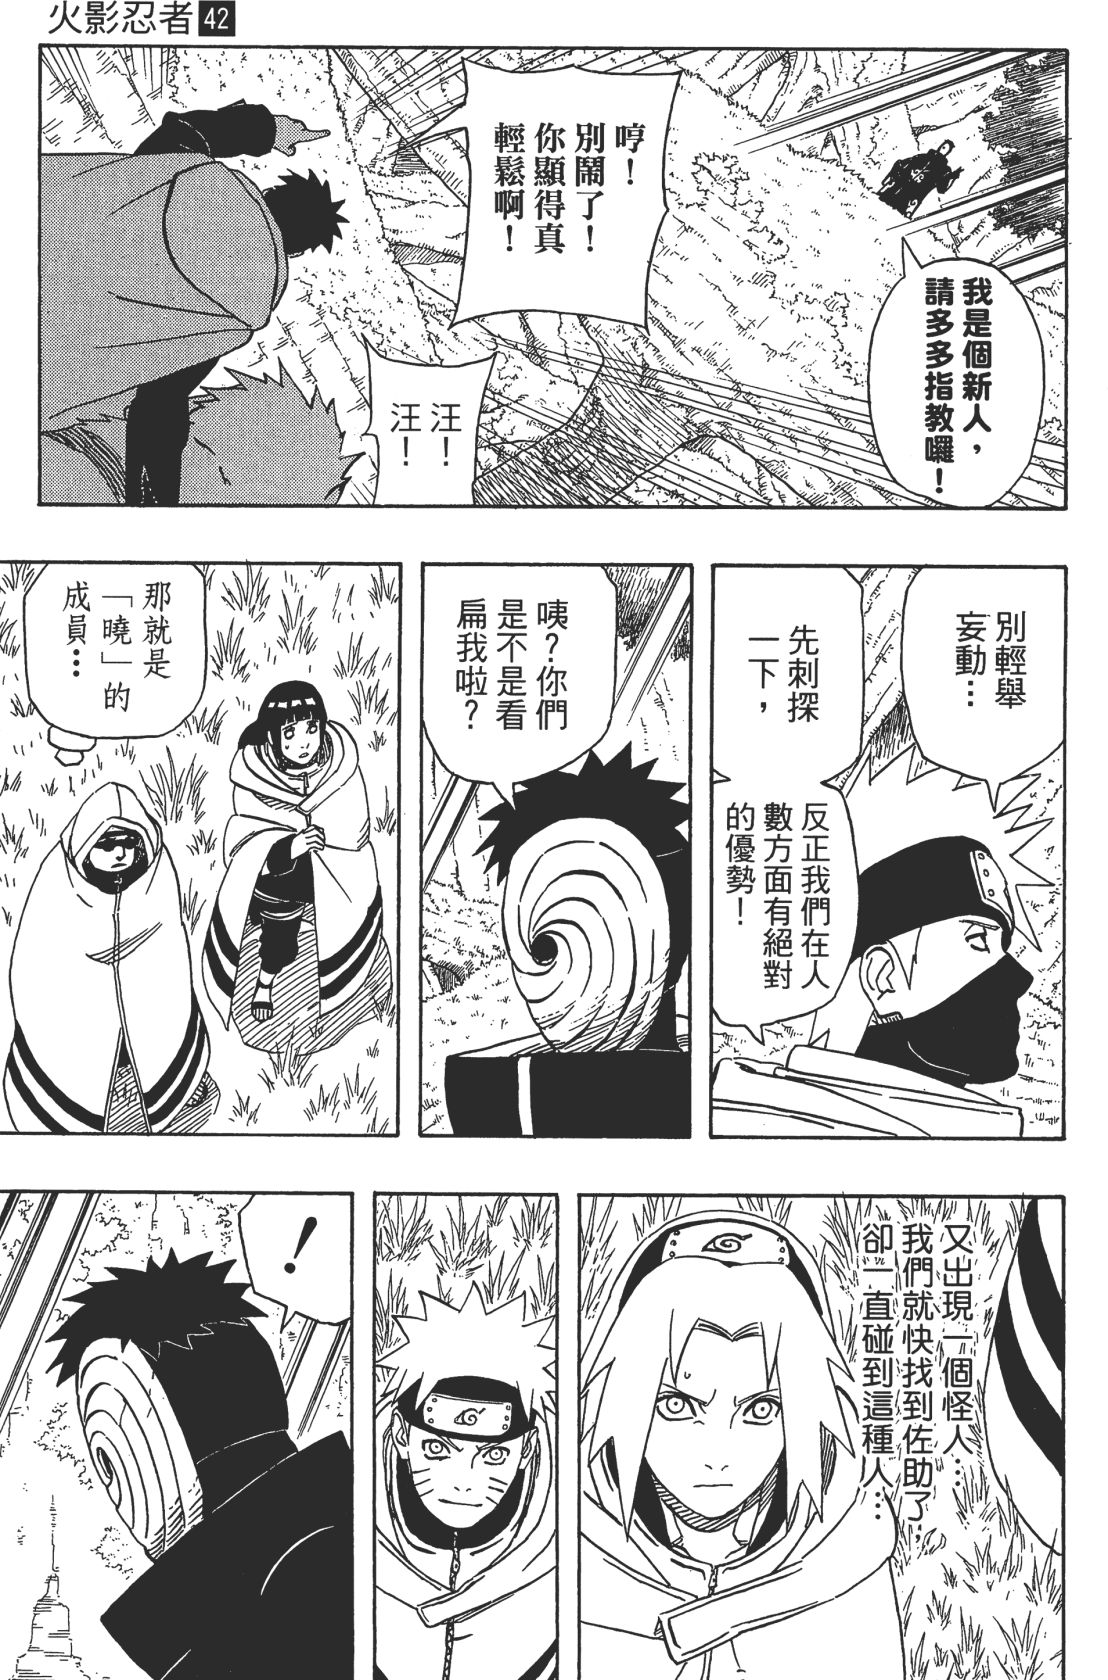 火影忍者 42
我是個新人，
請多多指教囉！
哼！
別鬧了！
你顯得真
輕鬆啊！
汪！
汪！
別輕舉
妄動…
先刺探
一下，
反正我們在人
數方面有絕對
的優勢！
咦？你們
是不是看
扁我啦？
那就是
「曉」的
成員…
又出現一個怪人…
我們就快找到佐助了，
卻一直碰到這種人…
！